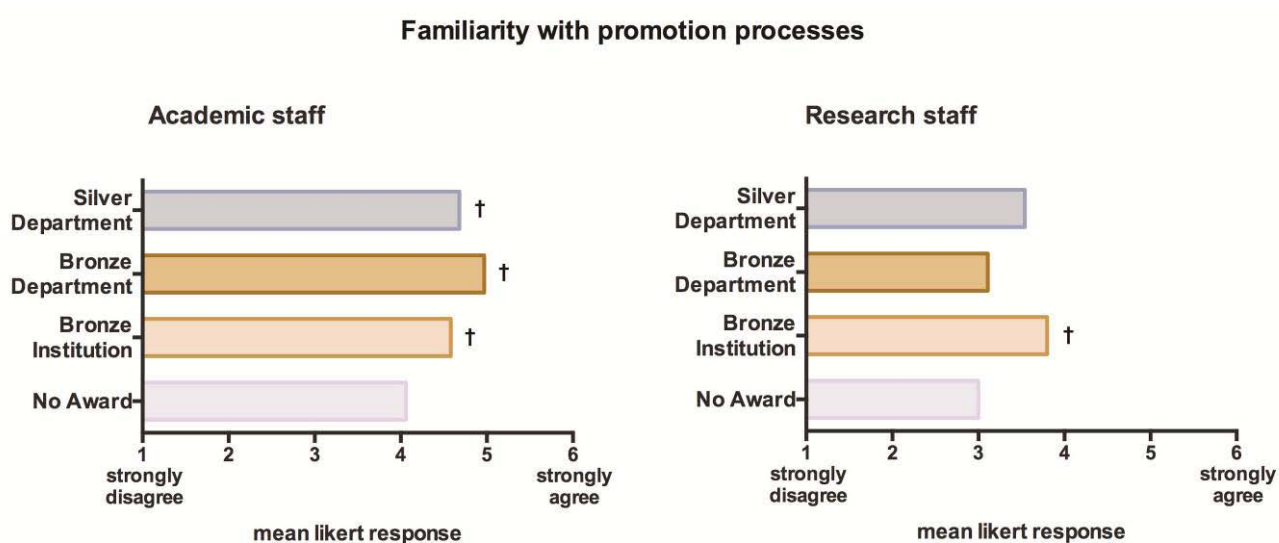 Familiarity with promotion processes
Academic staff
Silver
Department
†
Bronze
Department
†
Bronze
Institution
†
No Award
1 2 3 4 5 6
strongly
disagree
strongly
agree
mean likert response
Research staff
Silver
Department
Bronze
Department
Bronze
Institution
†
No Award
1 2 3 4 5 6
strongly
disagree
strongly
agree
mean likert response